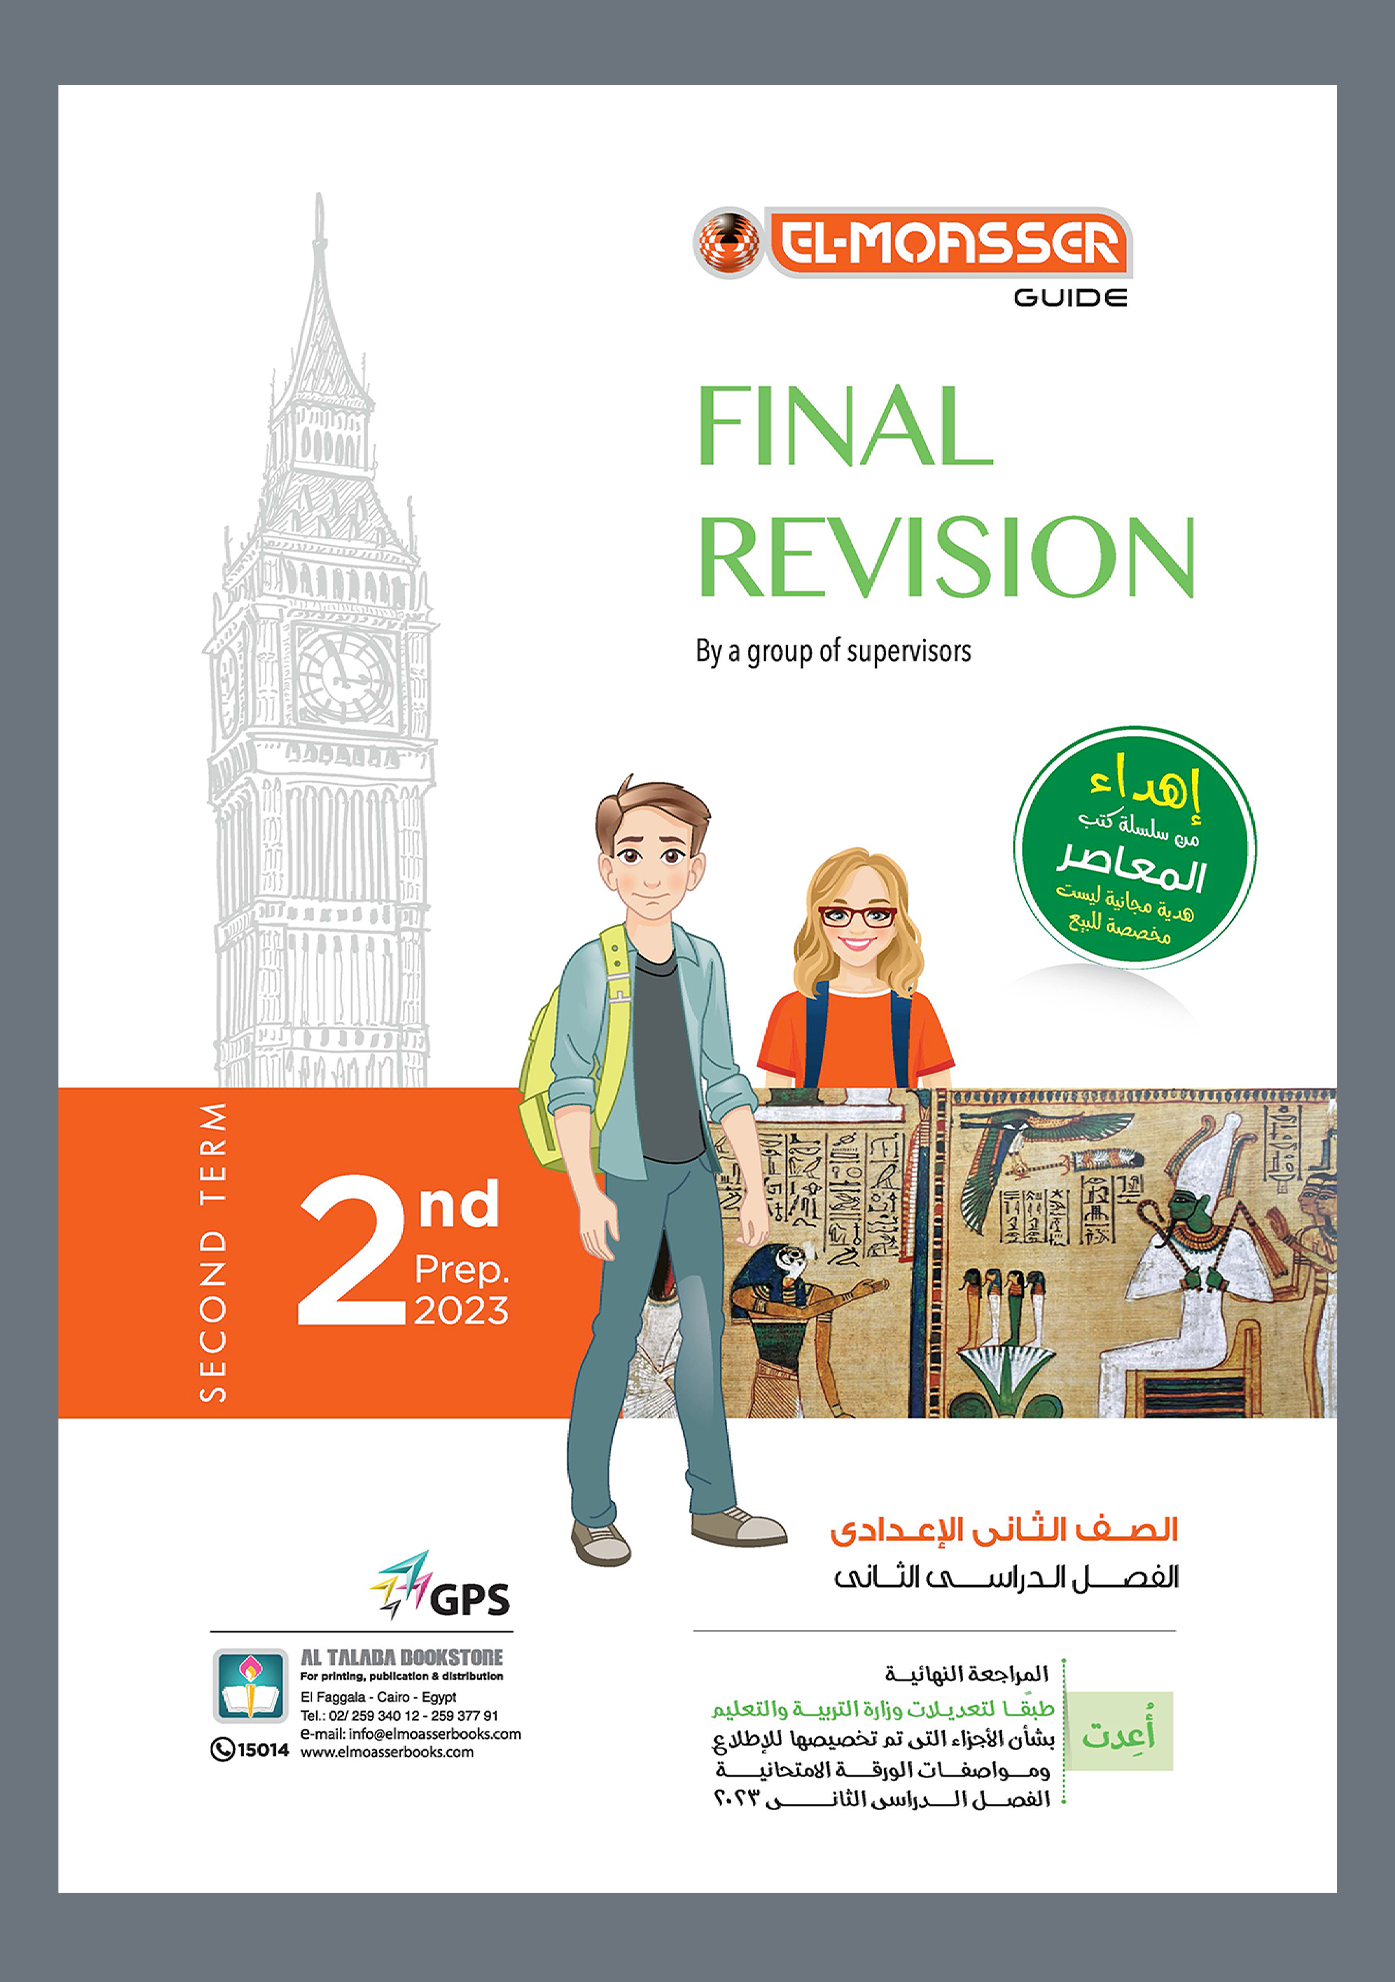 EL-MOASSER
GUIDE
FINAL
REVISION
By a group of supervisors
إهداء
من سلسلة كتب
المعاصر
هدية مجانية ليست
مخصصة للبيع
SECOND TERM
2nd
Prep.
2023
الصف الثانى الإعدادى
الفصل الدراسى الثانى
GPS
AL TALABA BOOKSTORE
For printing, publication & distribution
El Faggala - Cairo - Egypt
Tel.: 02/ 259 340 12 - 259 377 91
e-mail: info@elmoasserbooks.com
15014 www.elmoasserbooks.com
أُعِدت
المراجعة النهائية
طبقًا لتعديلات وزارة التربية والتعليم
بشأن الأجزاء التى تم تخصيصها للإطلاع
ومواصفات الورقة الامتحانية
الفصل الدراسى الثانى ٢٠٢٣